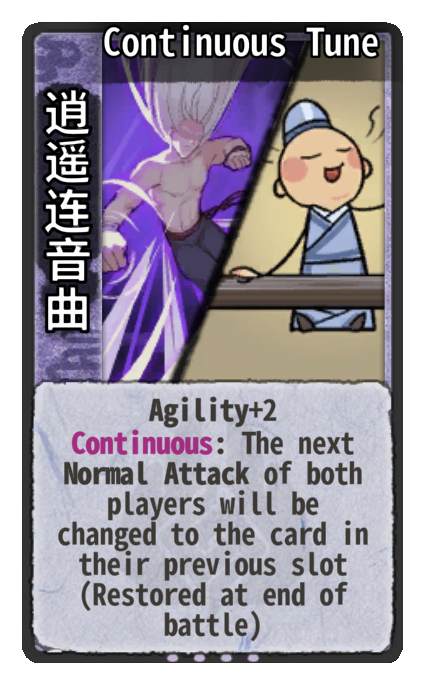 Continuous Tune
逍遥连音曲
Agility+2
Continuous: The next
Normal Attack of both
players will be
changed to the card in
their previous slot
(Restored at end of
battle)